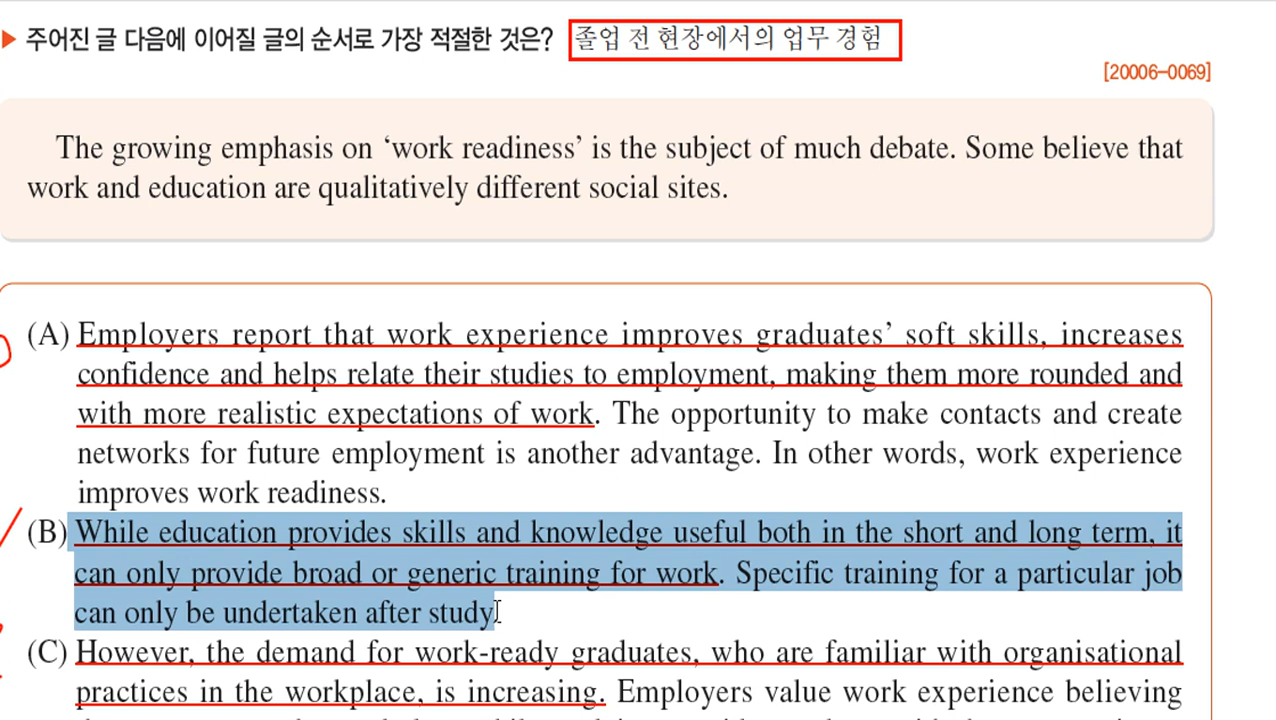 ▶ 주어진 글 다음에 이어질 글의 순서로 가장 적절한 것은? 졸업 전 현장에서의 업무 경험
[20006-0069]
The growing emphasis on ‘work readiness’ is the subject of much debate. Some believe that
work and education are qualitatively different social sites.
(A) Employers report that work experience improves graduates’ soft skills, increases
confidence and helps relate their studies to employment, making them more rounded and
with more realistic expectations of work. The opportunity to make contacts and create
networks for future employment is another advantage. In other words, work experience
improves work readiness.
(B) While education provides skills and knowledge useful both in the short and long term, it
can only provide broad or generic training for work. Specific training for a particular job
can only be undertaken after study.
(C) However, the demand for work-ready graduates, who are familiar with organisational
practices in the workplace, is increasing. Employers value work experience believing